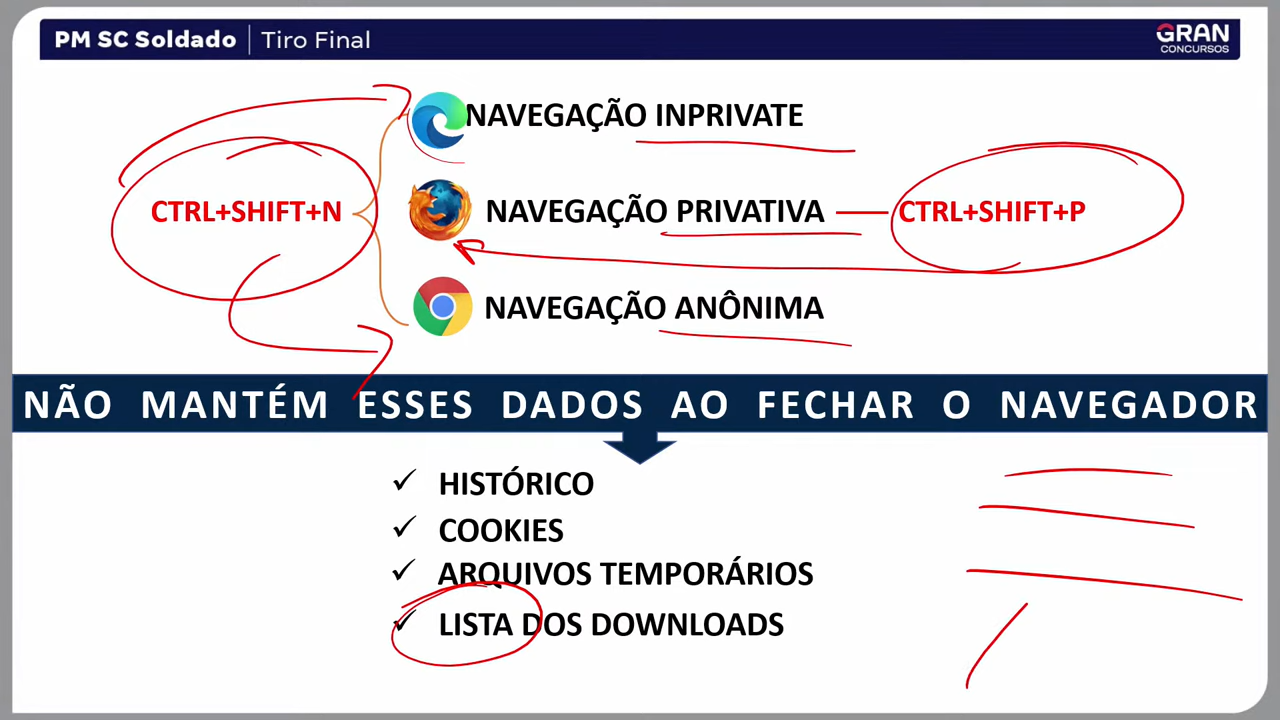 PM SC Soldado | Tiro Final
GRAN
CONCURSOS
NAVEGAÇÃO INPRIVATE
CTRL+SHIFT+N
NAVEGAÇÃO PRIVATIVA
CTRL+SHIFT+P
NAVEGAÇÃO ANÔNIMA
NÃO MANTÉM ESSES DADOS AO FECHAR O NAVEGADOR
✓ HISTÓRICO
✓ COOKIES
✓ ARQUIVOS TEMPORÁRIOS
✓ LISTA DOS DOWNLOADS